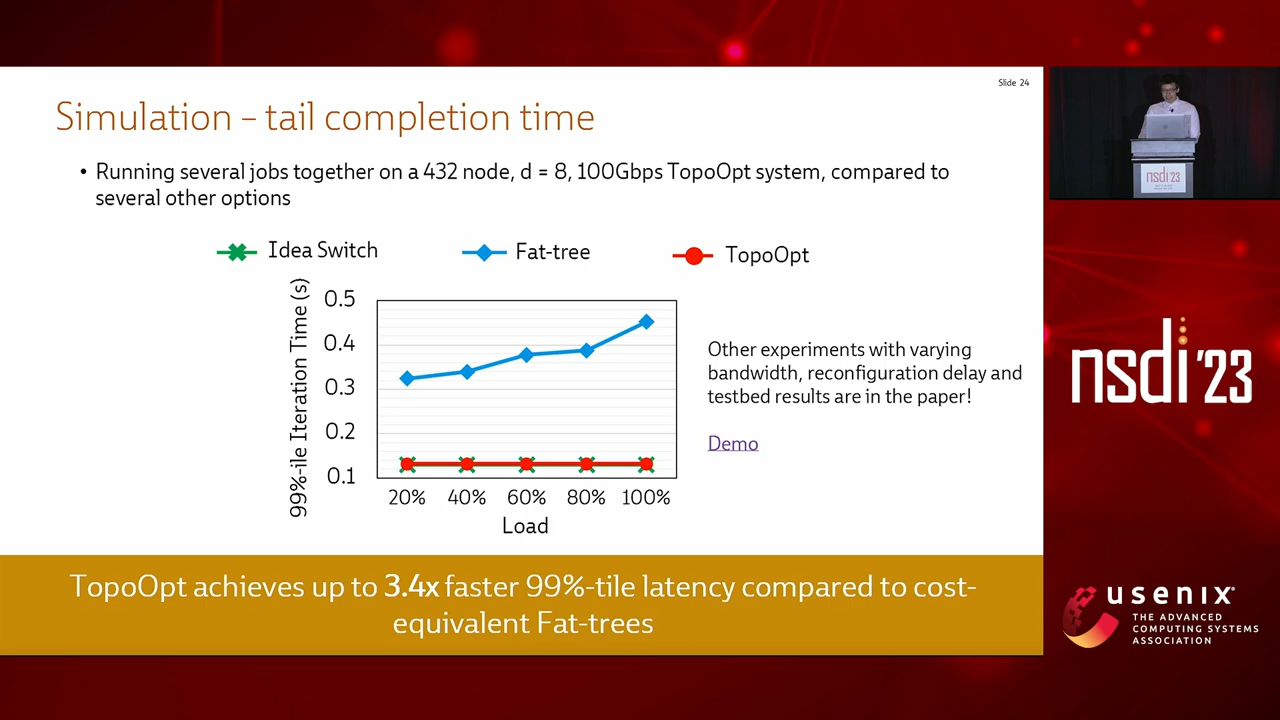 Slide 24
Simulation – tail completion time
• Running several jobs together on a 432 node, d = 8, 100Gbps TopoOpt system, compared to
several other options
Idea Switch
Fat-tree
TopoOpt
99%-ile Iteration Time (s)
0.5
0.4
0.3
0.2
0.1
20% 40% 60% 80% 100%
Load
Other experiments with varying
bandwidth, reconfiguration delay and
testbed results are in the paper!
Demo
TopoOpt achieves up to 3.4x faster 99%-tile latency compared to cost-
equivalent Fat-trees
nsdi'23
nsdi '23
usenix®
THE ADVANCED
COMPUTING SYSTEMS
ASSOCIATION